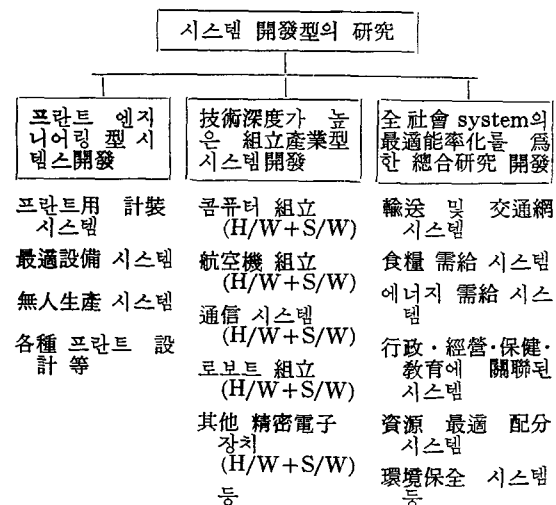 시스템 開發型의 硏究
프란트 엔지
니어링 型 시
템스開發
프란트用 計裝
시스템
最適設備 시스템
無人生產 시스템
各種 프란트 設
計 等
技術深度가 높
은 組立產業型
시스템開發
콤퓨터 組立
(H/W+S/W)
航空機 組立
(H/W+S/W)
通信 시스템
(H/W+S/W)
로보트 組立
(H/W+S/W)
其他 精密電子
장치
(H/W+S/W)
등
全 社會 system의
最適能率化를 爲
한 總合硏究 開發
輸送 및 交通網
시스템
食糧 需給 시스템
에너지 需給 시스
템
行政·經營·保健·
敎育에 關聯된
시스템
資源 最適 配分
시스템
環境保全 시스템
등